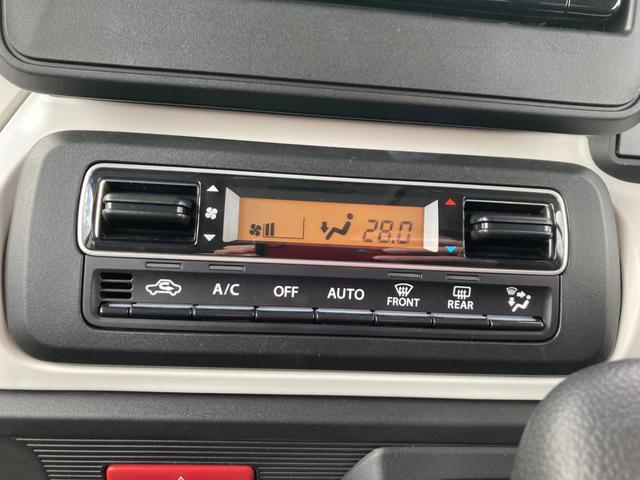 28.0
A/C OFF AUTO FRONT REAR